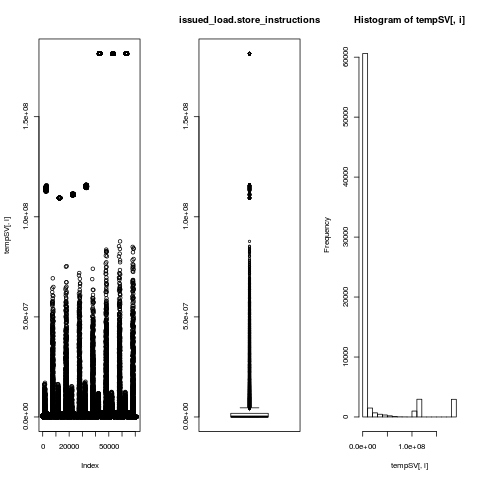 issued_load.store_instructions
Histogram of tempSV[, i]
tempSV[, i]
0.0e+00
5.0e+07
1.0e+08
1.5e+08
0
20000
50000
Index
0.0e+00
5.0e+07
1.0e+08
1.5e+08
Frequency
0
10000
20000
30000
40000
50000
60000
0.0e+00
1.0e+08
tempSV[, i]